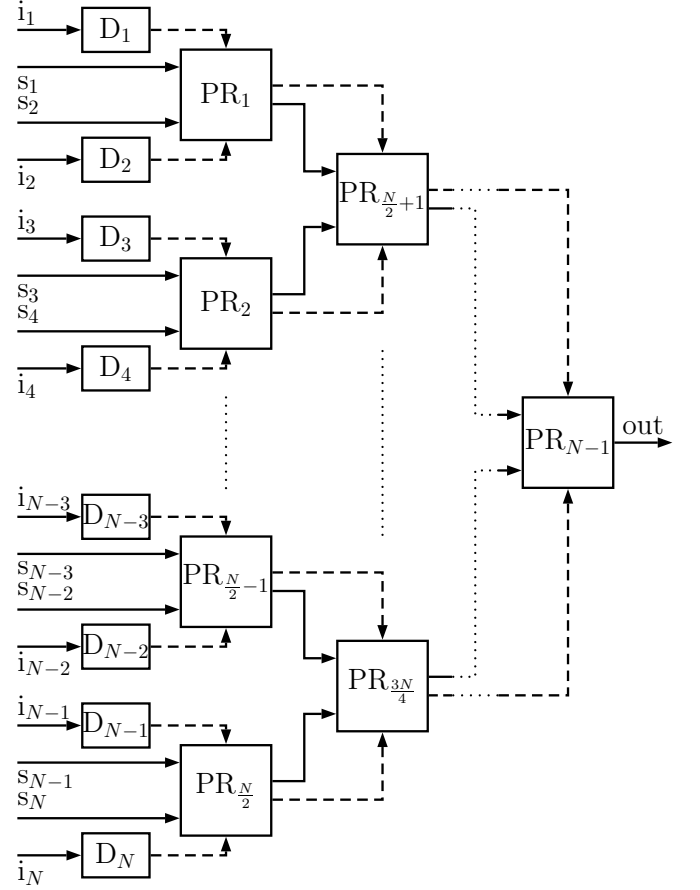 i₁
D₁
s₁
PR₁
s₂
D₂
i₂
PR_{N/2+1}
i₃
D₃
s₃
PR₂
s₄
D₄
i₄
out
PR_{N−1}
i_{N−3}
D_{N−3}
s_{N−3}
PR_{N/2−1}
s_{N−2}
D_{N−2}
i_{N−2}
PR_{3N/4}
i_{N−1}
D_{N−1}
s_{N−1}
PR_{N/2}
s_N
D_N
i_N